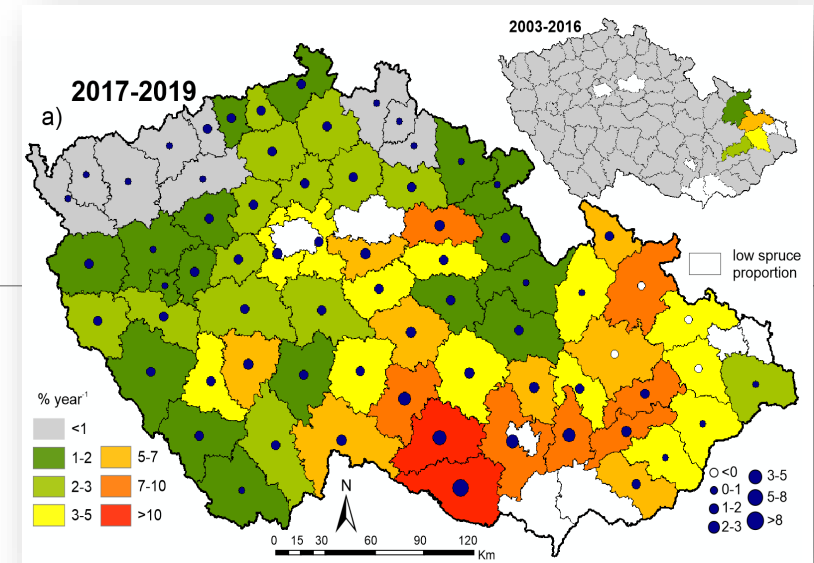 2003-2016
2017-2019
a)
low spruce
proportion
% year⁻¹
<1
1-2
5-7
2-3
7-10
3-5
>10
N
0 15 30 60 90 120
Km
<0
3-5
0-1
5-8
1-2
>8
2-3